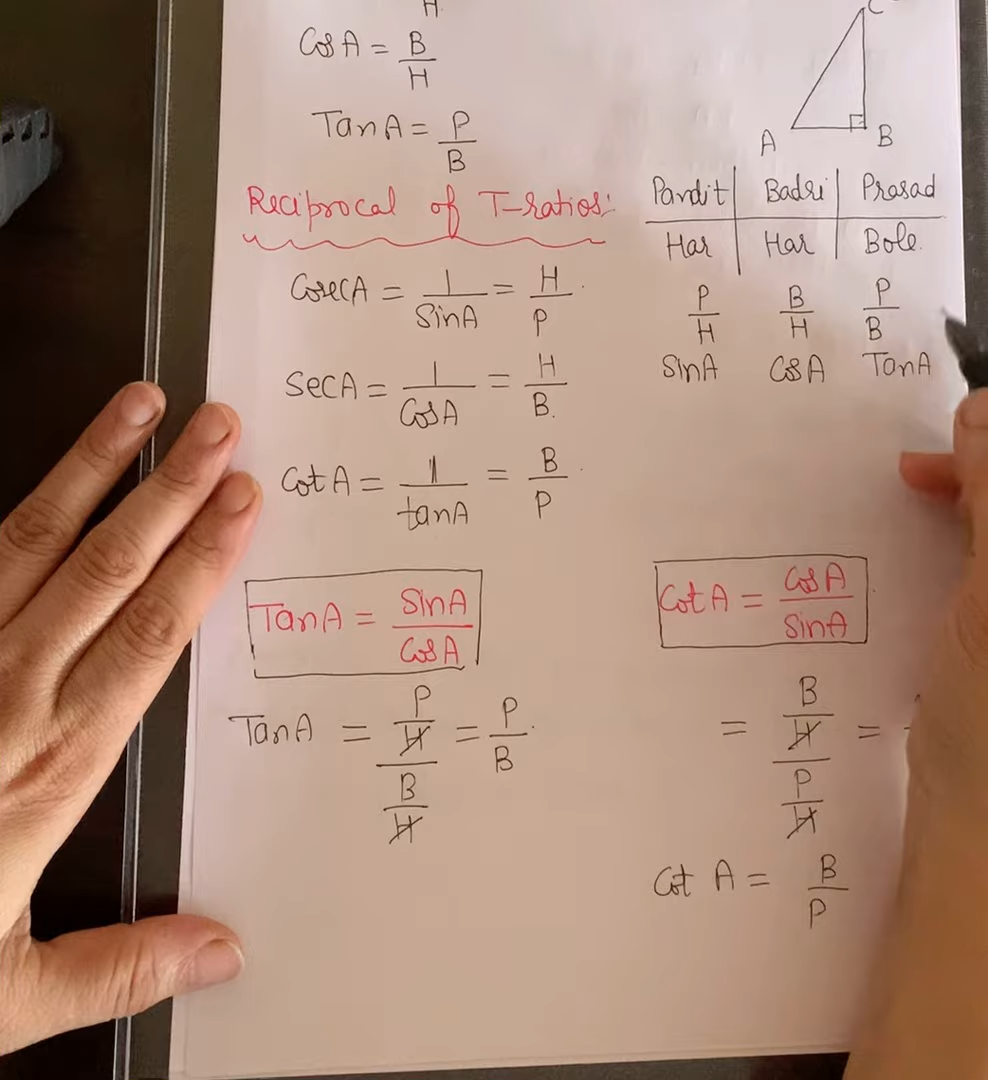 H.
CosA = B/H
TanA = P/B
C
A B
Reciprocal of T-ratios:
CosecA = 1/SinA = H/P
SecA = 1/CosA = H/B.
CotA = 1/tanA = B/P
Pandit | Badri | Prasad
Har | Har | Bole.
P/H B/H P/B
SinA CosA TanA
TanA = SinA/CosA
TanA = P/H / B/H = P/B
CotA = CosA/SinA
= B/H / P/H =
Cot A = B/P